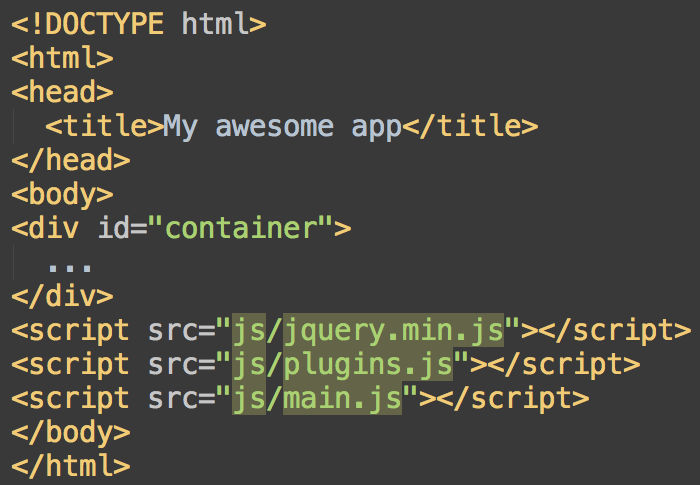 <!DOCTYPE html>
<html>
<head>
  <title>My awesome app</title>
</head>
<body>
<div id="container">
  ...
</div>
<script src="js/jquery.min.js"></script>
<script src="js/plugins.js"></script>
<script src="js/main.js"></script>
</body>
</html>